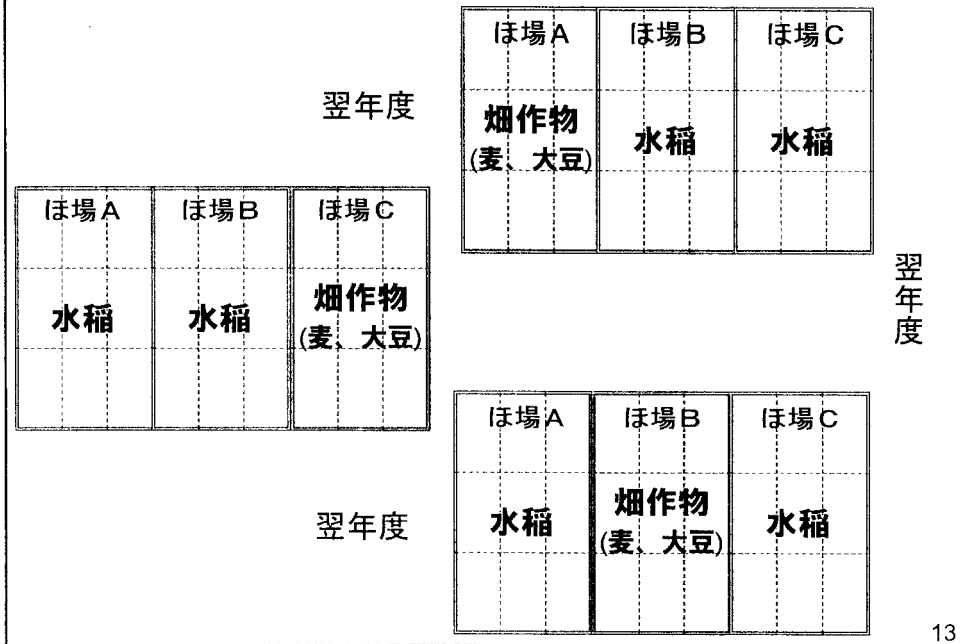 ほ場A ほ場B ほ場C
翌年度
畑作物 水稲 水稲
(麦、大豆)
ほ場A ほ場B ほ場C
水稲 水稲 畑作物
(麦、大豆)
翌年度
ほ場A ほ場B ほ場C
水稲 畑作物 水稲
(麦、大豆)
翌年度
13